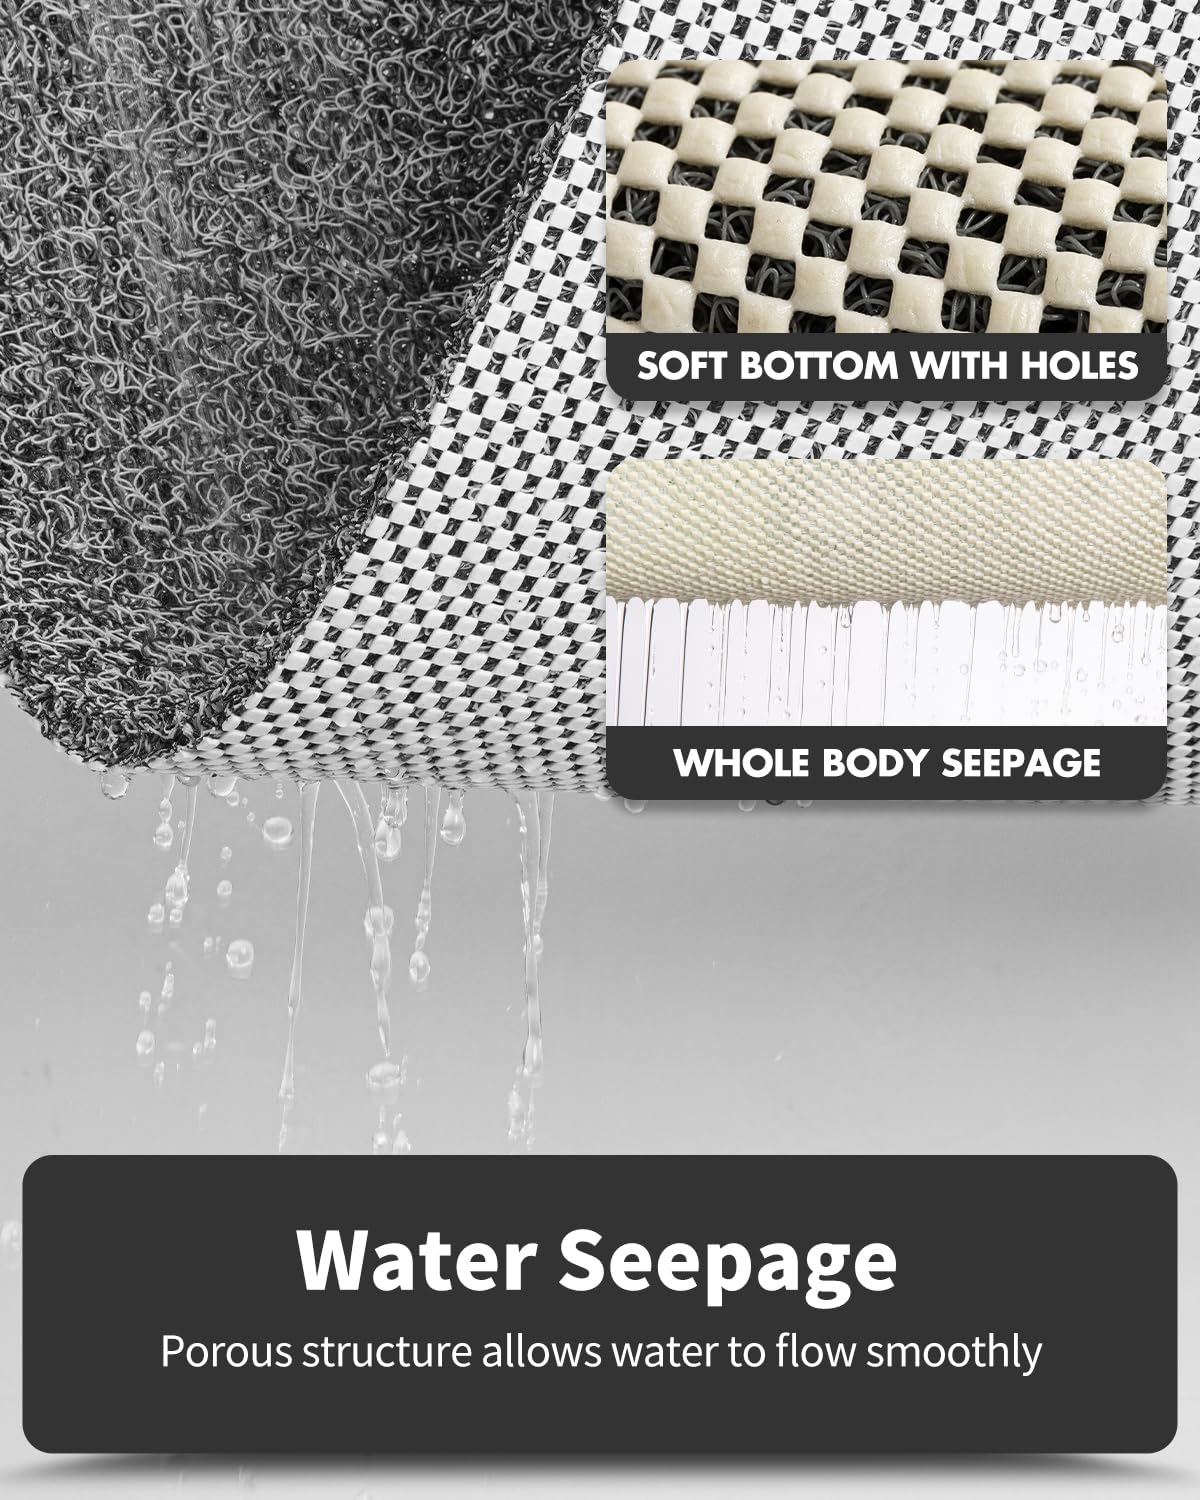 SOFT BOTTOM WITH HOLES
WHOLE BODY SEEPAGE
Water Seepage
Porous structure allows water to flow smoothly